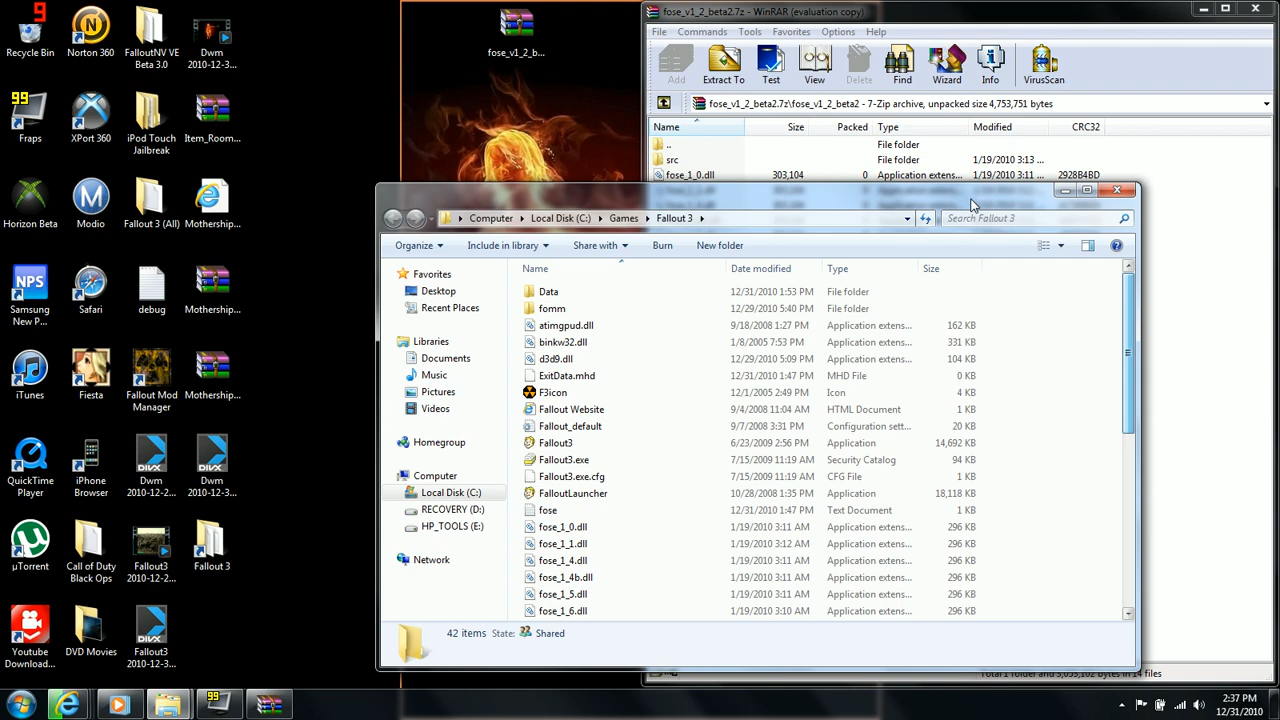 9
99
Recycle Bin
Norton 360
FalloutNV VE
Beta 3.0
Dwm
2010-12-3...
Fraps
XPort 360
iPod Touch
Jailbreak
Item_Room...
Horizon Beta
Modio
Fallout 3 (All)
Mothership...
NPS
Samsung
New P...
Safari
debug
Mothership...
iTunes
Fiesta
Fallout Mod
Manager
Mothership...
QuickTime
Player
iPhone
Browser
Dwm
2010-12-2...
Dwm
2010-12-3...
µTorrent
Call of Duty
Black Ops
Fallout3
2010-12-2...
Fallout 3
Youtube
Download...
DVD Movies
Fallout3
2010-12-3...
fose_v1_2_b...
fose_v1_2_beta2.7z - WinRAR (evaluation copy)
File Commands Tools Favorites Options Help
Add Extract To Test View Delete Find Wizard Info VirusScan
fose_v1_2_beta2.7z\fose_v1_2_beta2 - 7-Zip archive, unpacked size 4,753,751 bytes
Name Size Packed Type Modified CRC32
.. File folder
src File folder 1/19/2010 3:13 ...
fose_1_0.dll 303,104 0 Application exten... 1/19/2010 3:11 ... 2928B4BD
Computer Local Disk (C:) Games Fallout 3 Search Fallout 3
Organize Include in library Share with Burn New folder
Favorites
Desktop
Recent Places
Libraries
Documents
Music
Pictures
Videos
Homegroup
Computer
Local Disk (C:)
RECOVERY (D:)
HP_TOOLS (E:)
Network
Name Date modified Type Size
Data 12/31/2010 1:53 PM File folder
fomm 12/29/2010 5:40 PM File folder
atimgpud.dll 9/18/2008 1:27 PM Application extens... 162 KB
binkw32.dll 1/8/2005 7:53 PM Application extens... 331 KB
d3d9.dll 12/29/2010 5:09 PM Application extens... 104 KB
ExitData.mhd 12/31/2010 1:47 PM MHD File 0 KB
F3icon 12/1/2005 2:49 PM Icon 4 KB
Fallout Website 9/4/2008 11:04 AM HTML Document 1 KB
Fallout_default 9/7/2008 3:31 PM Configuration sett... 20 KB
Fallout3 6/23/2009 2:56 PM Application 14,692 KB
Fallout3.exe 7/15/2009 11:19 AM Security Catalog 94 KB
Fallout3.exe.cfg 7/15/2009 11:19 AM CFG File 1 KB
FalloutLauncher 10/28/2008 1:35 PM Application 18,118 KB
fose 12/31/2010 1:47 PM Text Document 1 KB
fose_1_0.dll 1/19/2010 3:11 AM Application extens... 296 KB
fose_1_1.dll 1/19/2010 3:12 AM Application extens... 296 KB
fose_1_4.dll 1/19/2010 3:11 AM Application extens... 296 KB
fose_1_4b.dll 1/19/2010 3:11 AM Application extens... 296 KB
fose_1_5.dll 1/19/2010 3:11 AM Application extens... 296 KB
fose_1_6.dll 1/19/2010 3:10 AM Application extens... 296 KB
42 items State: Shared
99
2:37 PM
12/31/2010